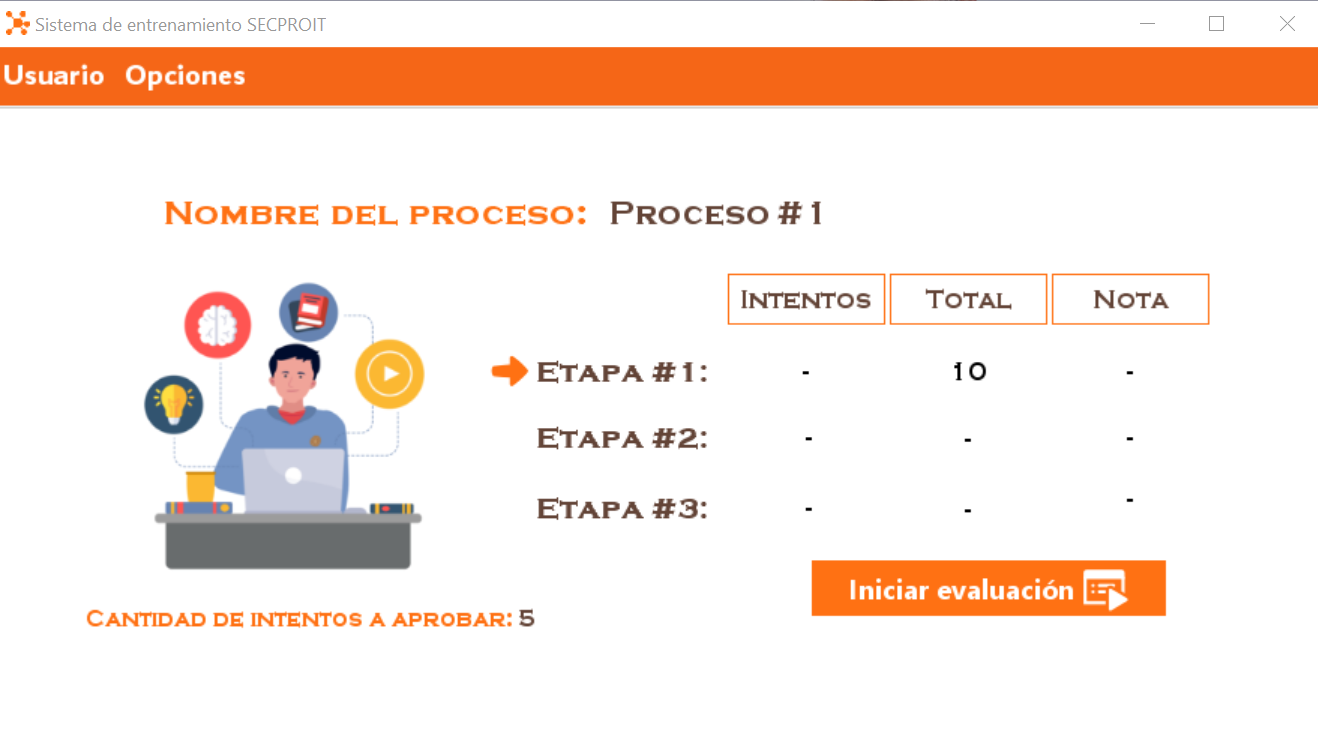 Sistema de entrenamiento SECPROIT
Usuario Opciones
Nombre del proceso: Proceso #1
Intentos Total Nota
Etapa #1: - 10 -
Etapa #2: - - -
Etapa #3: - - -
Iniciar evaluación
Cantidad de intentos a aprobar: 5